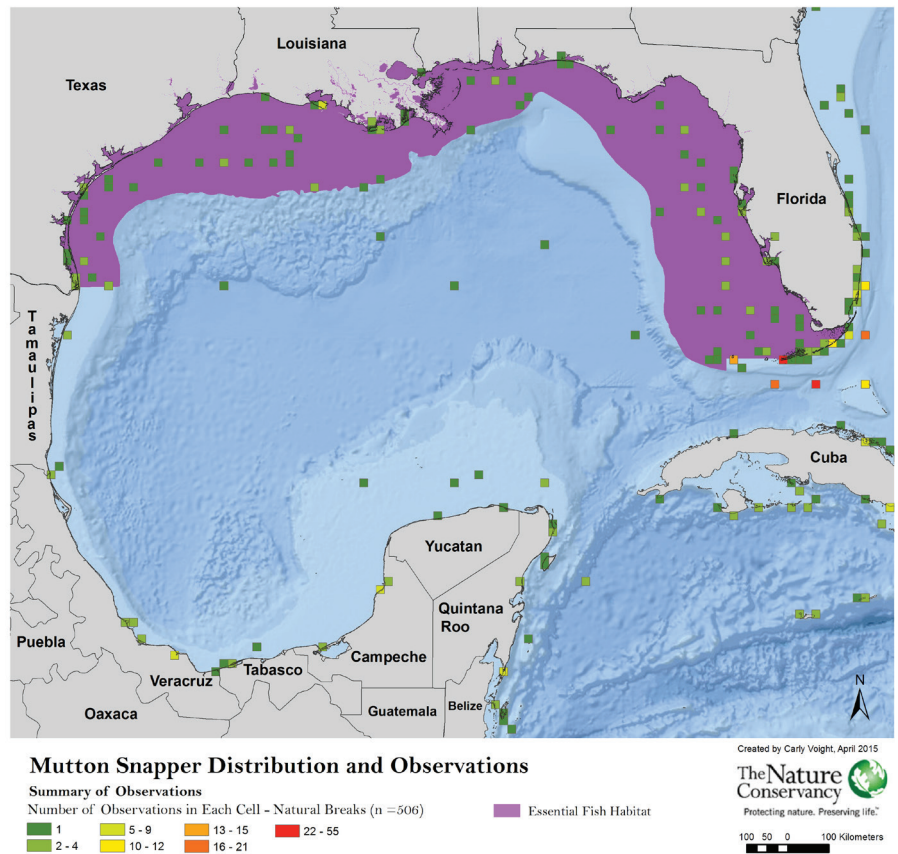 Louisiana
Texas
Florida
Tamaulipas
Cuba
Yucatan
Quintana
Roo
Puebla
Campeche
Tabasco
Veracruz
Belize
Guatemala
Oaxaca
N
Mutton Snapper Distribution and Observations
Summary of Observations
Number of Observations in Each Cell - Natural Breaks (n =506)
1
5 - 9
13 - 15
22 - 55
2 - 4
10 - 12
16 - 21
Essential Fish Habitat
Created by Carly Voight, April 2015
The Nature
Conservancy
Protecting nature. Preserving life.™
100 50 0 100 Kilometers